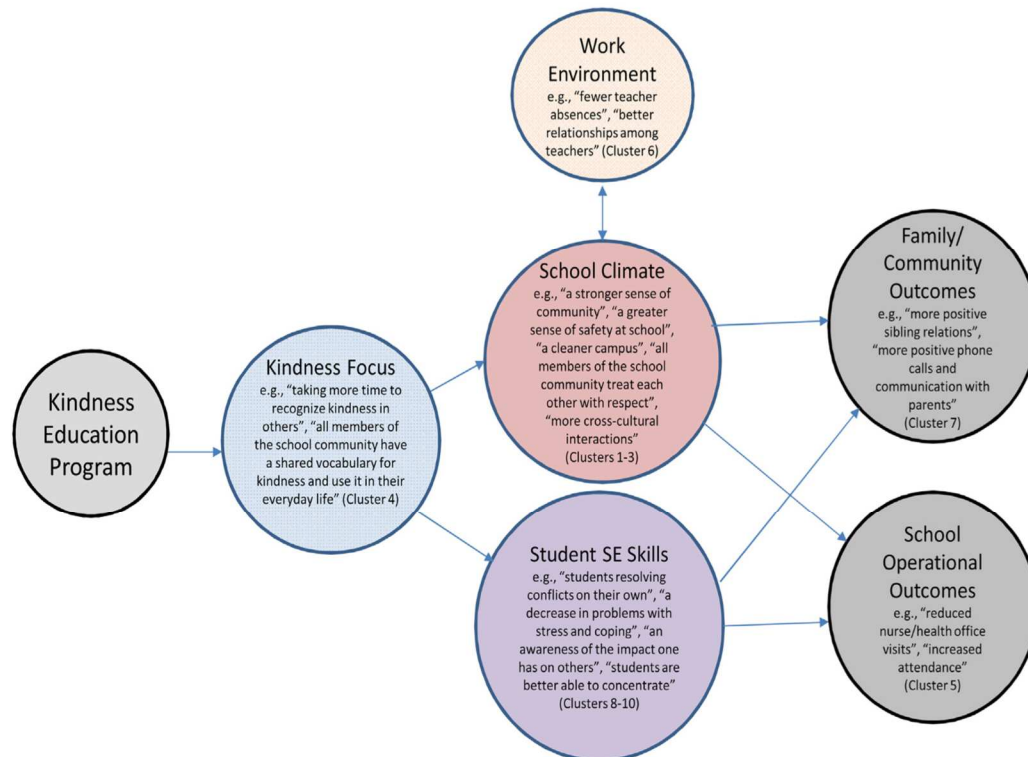 Work
Environment
e.g., “fewer teacher
absences”, “better
relationships among
teachers” (Cluster 6)
Kindness
Education
Program
Kindness Focus
e.g., “taking more time to
recognize kindness in
others”, “all members
of the school community have
a shared vocabulary for
kindness and use it in their
everyday life” (Cluster 4)
School Climate
e.g., “a stronger sense of
community”, “a greater
sense of safety at school”,
“a cleaner campus”, “all
members of the school
community treat each
other with respect”,
“more cross-cultural
interactions”
(Clusters 1-3)
Student SE Skills
e.g., “students resolving
conflicts on their own”, “a
decrease in problems with
stress and coping”, “an
awareness of the impact one
has on others”, “students are
better able to concentrate”
(Clusters 8-10)
Family/
Community
Outcomes
e.g., “more positive
sibling relations”,
“more positive phone
calls and
communication with
parents”
(Cluster 7)
School
Operational
Outcomes
e.g., “reduced
nurse/health office
visits”, “increased
attendance”
(Cluster 5)